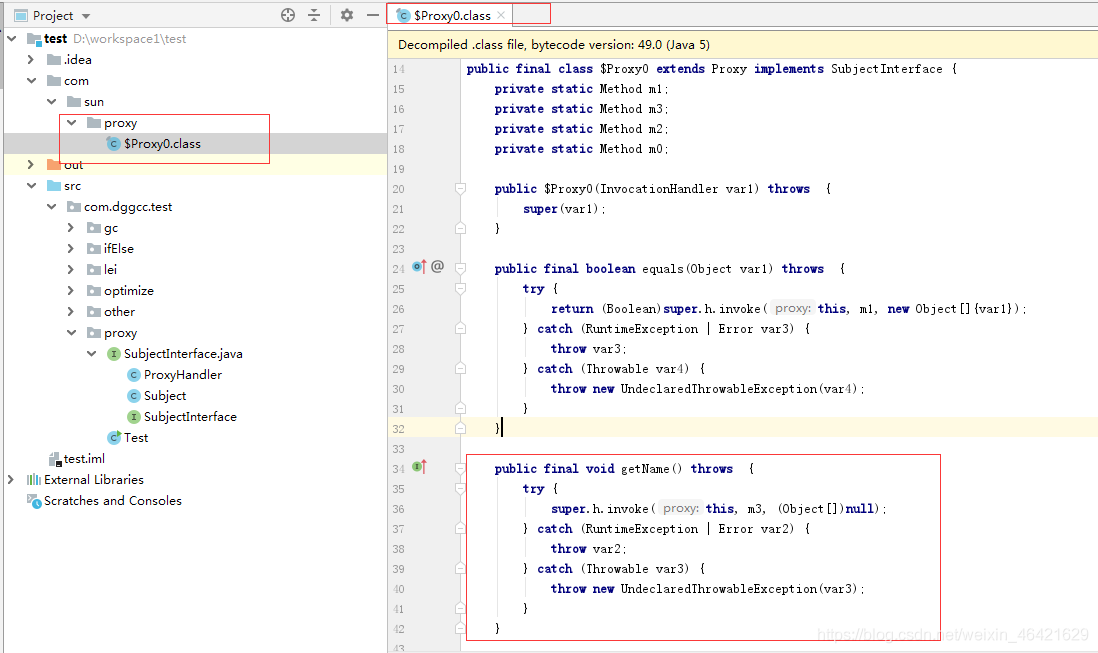 Project
test D:\workspace1\test
.idea
com
sun
proxy
$Proxy0.class
out
src
com.dggcc.test
gc
ifElse
lei
optimize
other
proxy
SubjectInterface.java
ProxyHandler
Subject
SubjectInterface
Test
test.iml
External Libraries
Scratches and Consoles
$Proxy0.class
Decompiled .class file, bytecode version: 49.0 (Java 5)
14 public final class $Proxy0 extends Proxy implements SubjectInterface {
15 private static Method m1;
16 private static Method m3;
17 private static Method m2;
18 private static Method m0;
19
20 public $Proxy0(InvocationHandler var1) throws  {
21 super(var1);
22 }
23
24 @ public final boolean equals(Object var1) throws  {
25 try {
26 return (Boolean)super.h.invoke( proxy: this, m1, new Object[]{var1});
27 } catch (RuntimeException | Error var3) {
28 throw var3;
29 } catch (Throwable var4) {
30 throw new UndeclaredThrowableException(var4);
31 }
32 }
33
34 public final void getName() throws  {
35 try {
36 super.h.invoke( proxy: this, m3, (Object[])null);
37 } catch (RuntimeException | Error var2) {
38 throw var2;
39 } catch (Throwable var3) {
40 throw new UndeclaredThrowableException(var3);
41 }
42 }
43
https://blog.csdn.net/weixin_46421629